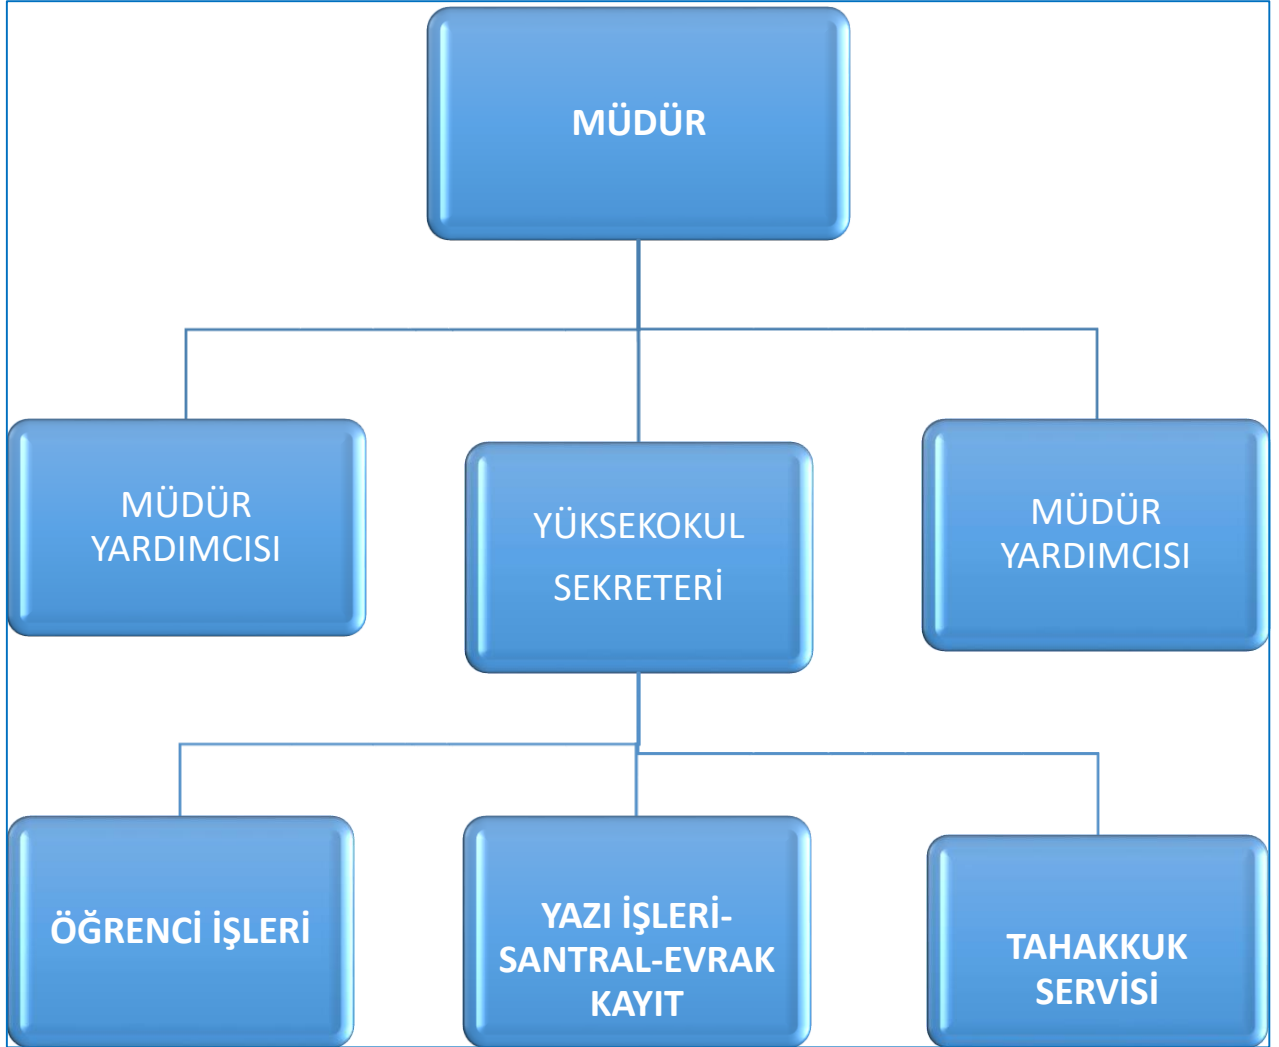 MÜDÜR
MÜDÜR
YARDIMCISI
YÜKSEKOKUL
SEKRETERİ
MÜDÜR
YARDIMCISI
ÖĞRENCİ İŞLERİ
YAZI İŞLERİ-
SANTRAL-EVRAK
KAYIT
TAHAKKUK
SERVİSİ